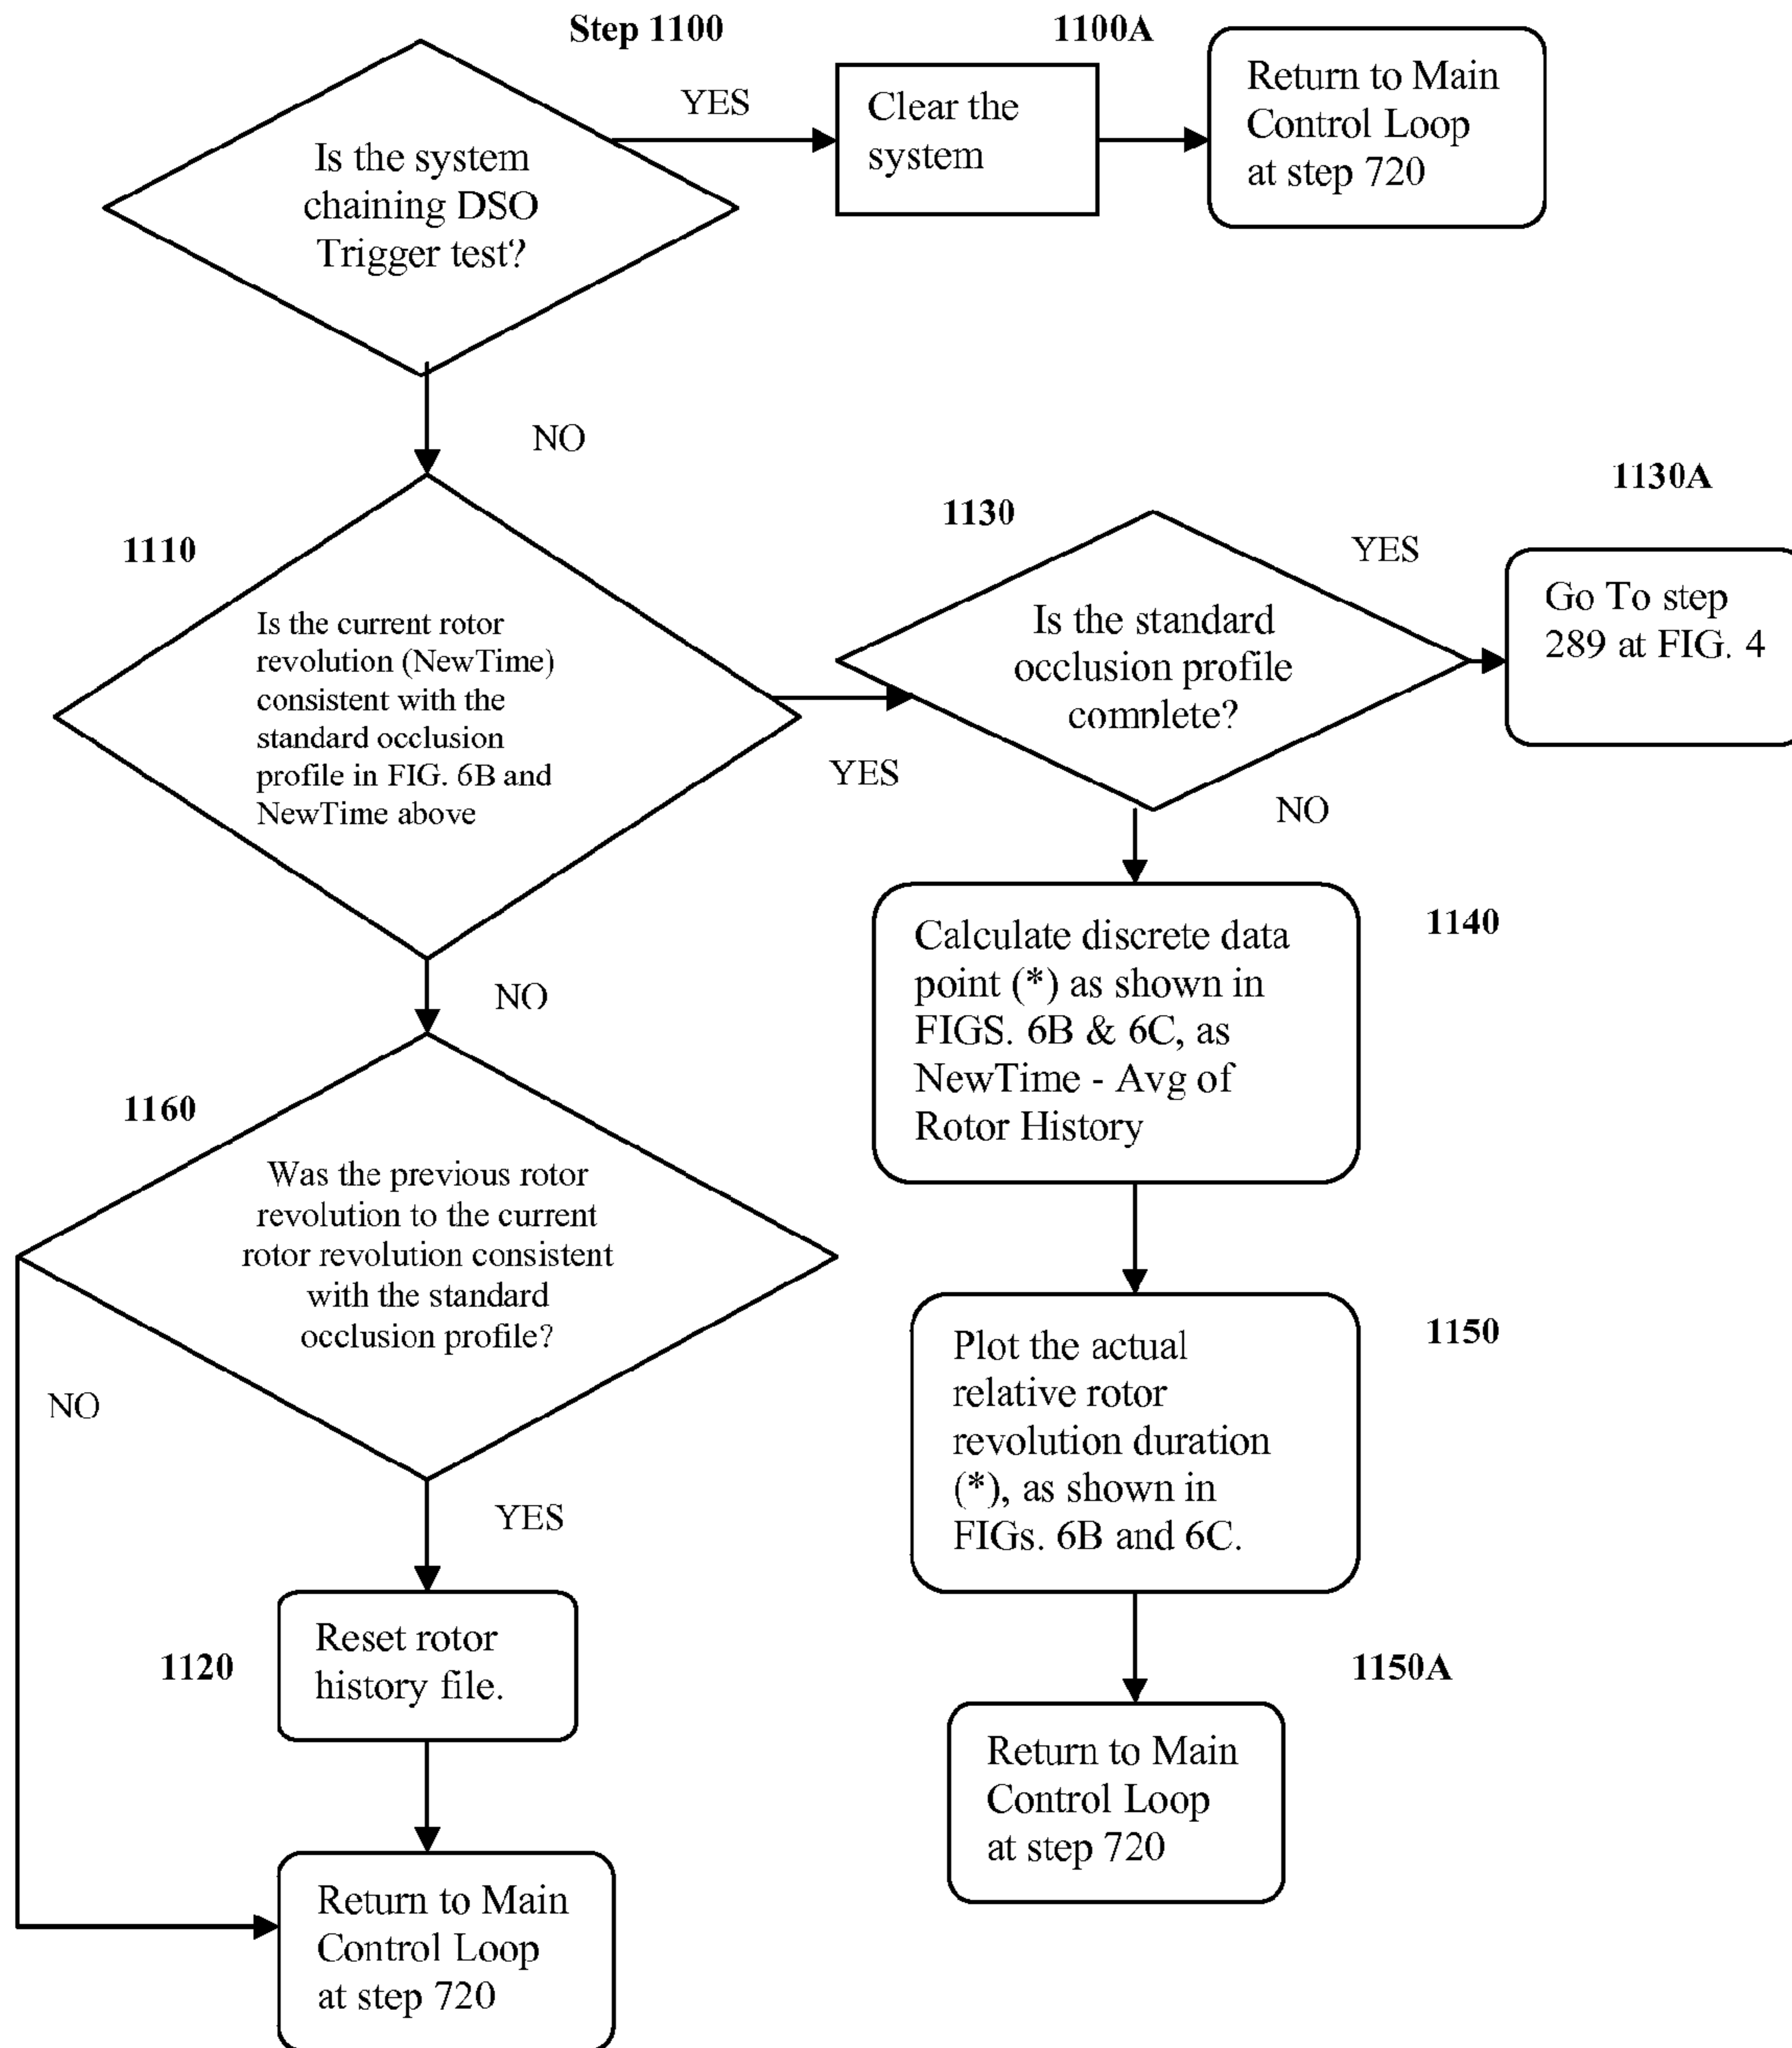 Step 1100
1100A
Is the system
chaining DSO
Trigger test?
YES
Clear the
system
Return to Main
Control Loop
at step 720
NO
1110
Is the current rotor
revolution (NewTime)
consistent with the
standard occlusion
profile in FIG. 6B and
NewTime above
YES
1130
Is the standard
occlusion profile
complete?
YES
1130A
Go To step
289 at FIG. 4
NO
1140
Calculate discrete data
point (*) as shown in
FIGS. 6B & 6C, as
NewTime - Avg of
Rotor History
1150
Plot the actual
relative rotor
revolution duration
(*), as shown in
FIGs. 6B and 6C.
1150A
Return to Main
Control Loop
at step 720
NO
1160
Was the previous rotor
revolution to the current
rotor revolution consistent
with the standard
occlusion profile?
NO
YES
1120
Reset rotor
history file.
Return to Main
Control Loop
at step 720